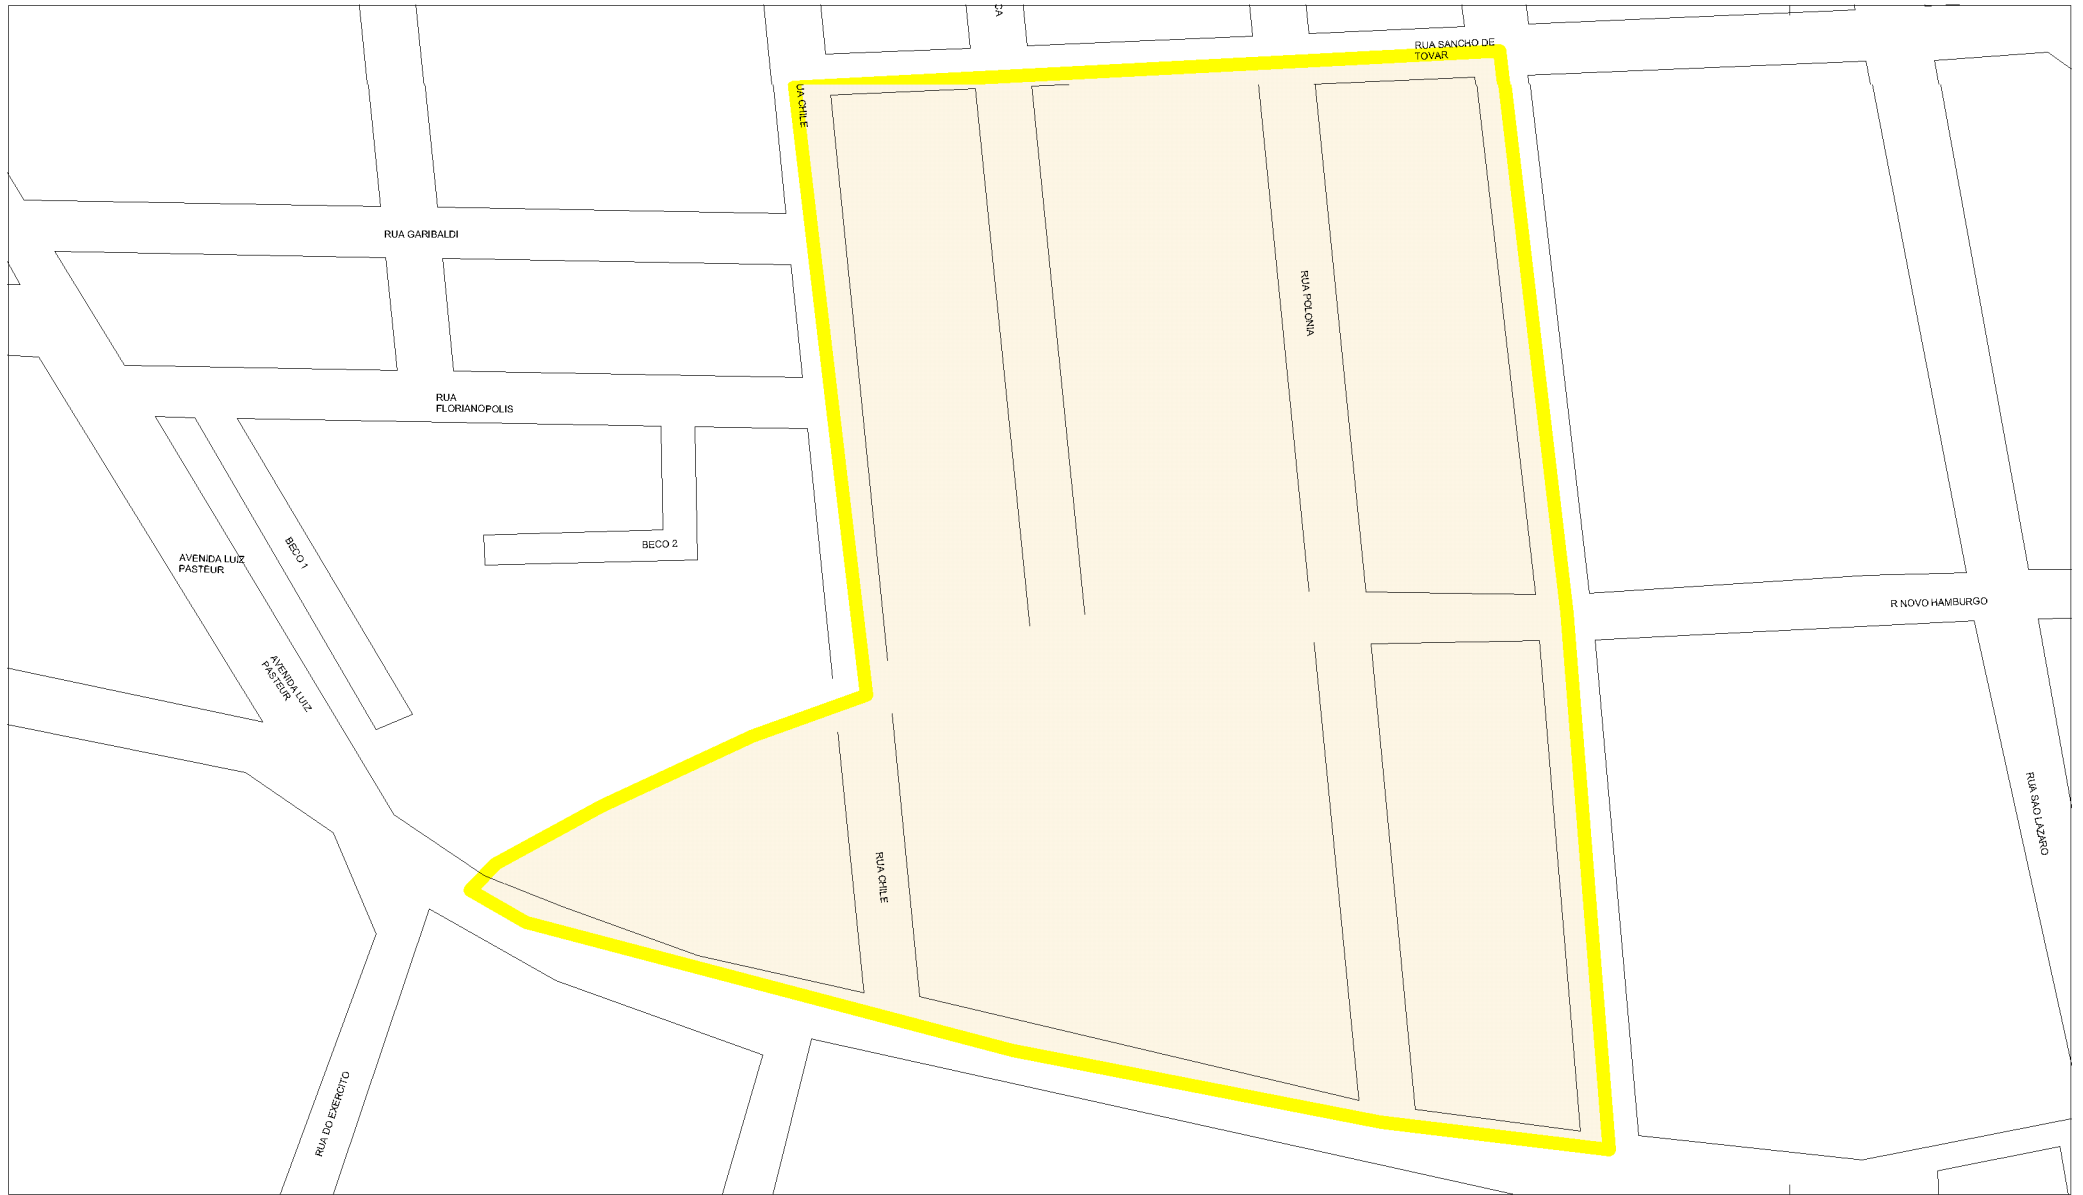 CA
RUA SANCHO DE
TOVAR
UA CHILE
RUA GARIBALDI
RUA POLONIA
RUA
FLORIANOPOLIS
BECO 1
BECO 2
AVENIDA LUIZ
PASTEUR
R NOVO HAMBURGO
AVENIDA LUIZ
PASTEUR
RUA SAO LAZARO
RUA CHILE
RUA DO EXERCITO